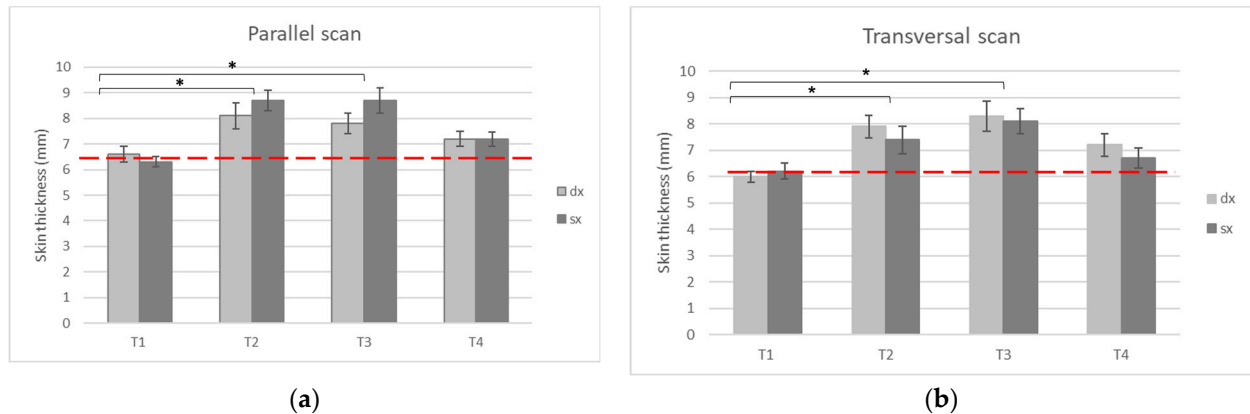 Parallel scan
*
*
Skin thickness (mm)
10
9
8
7
6
5
4
3
2
1
0
T1 T2 T3 T4
dx
sx
(a)
Transversal scan
*
*
Skin thickness (mm)
10
9
8
7
6
5
4
3
2
1
0
T1 T2 T3 T4
dx
sx
(b)